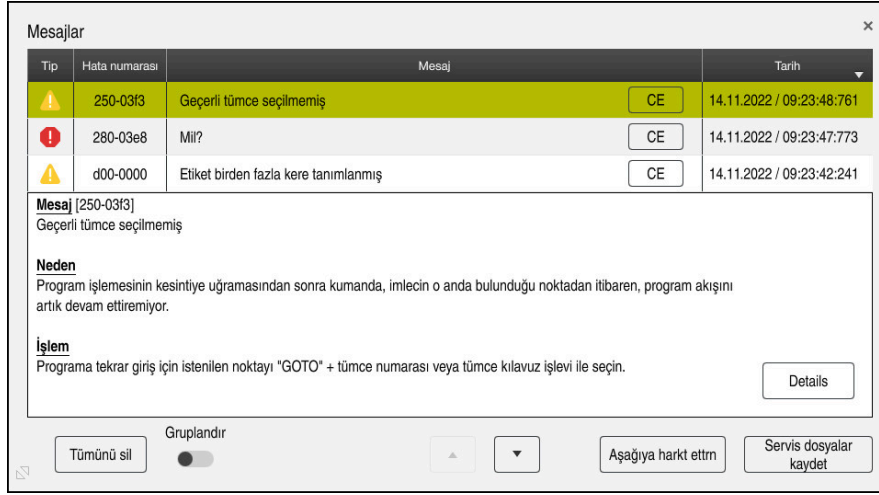 Mesajlar
Tip Hata numarası Mesaj Tarih
250-03f3 Geçerli tümce seçilmemiş CE 14.11.2022 / 09:23:48:761
280-03e8 Mil? CE 14.11.2022 / 09:23:47:773
d00-0000 Etiket birden fazla kere tanımlanmış CE 14.11.2022 / 09:23:42:241
Mesaj [250-03f3]
Geçerli tümce seçilmemiş
Neden
Program işlemesinin kesintiye uğramasından sonra kumanda, imlecin o anda bulunduğu noktadan itibaren, program akışını
artık devam ettiremiyor.
İşlem
Programa tekrar giriş için istenilen noktayı "GOTO" + tümce numarası veya tümce kılavuz işlevi ile seçin.
Details
Gruplandır
Tümünü sil Aşağıya harkt ettrn Servis dosyalar
kaydet